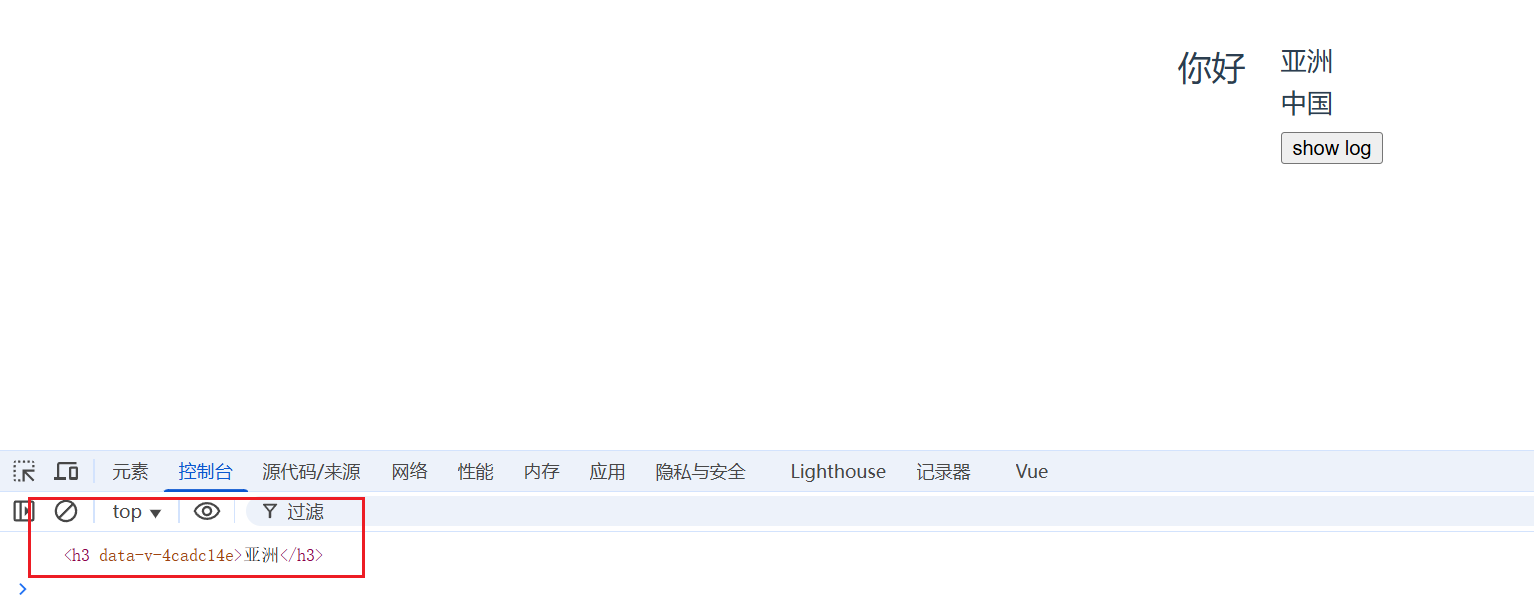 你好
亚洲
中国
show log
元素 控制台 源代码/来源 网络 性能 内存 应用 隐私与安全 Lighthouse 记录器 Vue
top 过滤
<h3 data-v-4cadc14e>亚洲</h3>